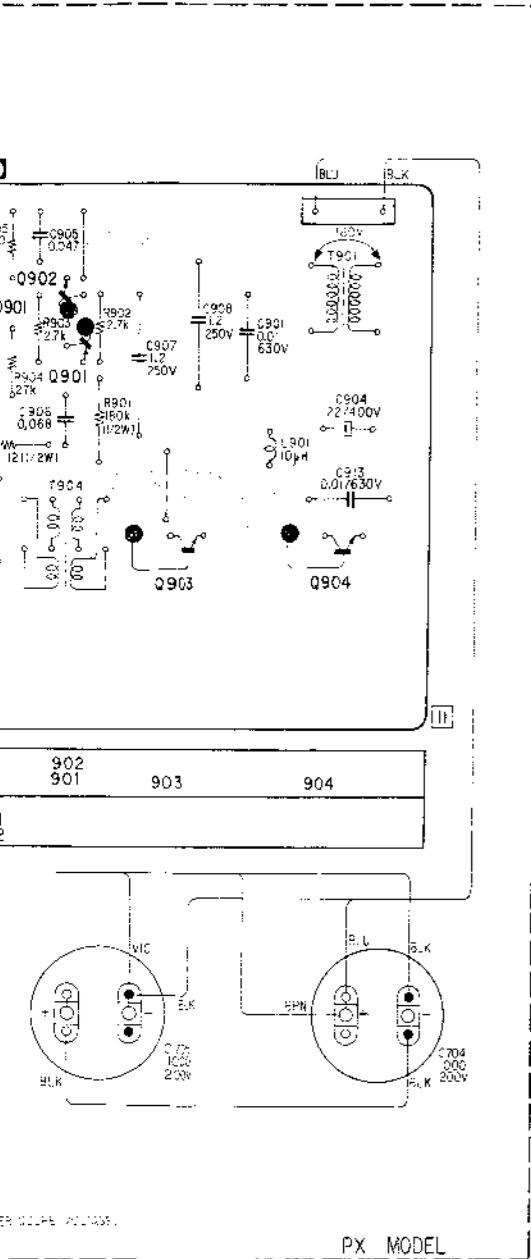 BLU
BLK
C905
0.047
Q902
T901
R903
2.7k
R902
2.7k
C908
1.2
250V
C901
0.01
630V
C907
1.2
250V
Q901
R904
27k
R901
180k
(1/2W)
C906
0.068
C904
22/400V
L901
10μH
C913
0.01/630V
T904
Q903
Q904
902
901
903
904
VIO
BLU
BLK
BLK
BRN
+
-
+
-
200V
C704
200V
BLK
BLK
PX MODEL